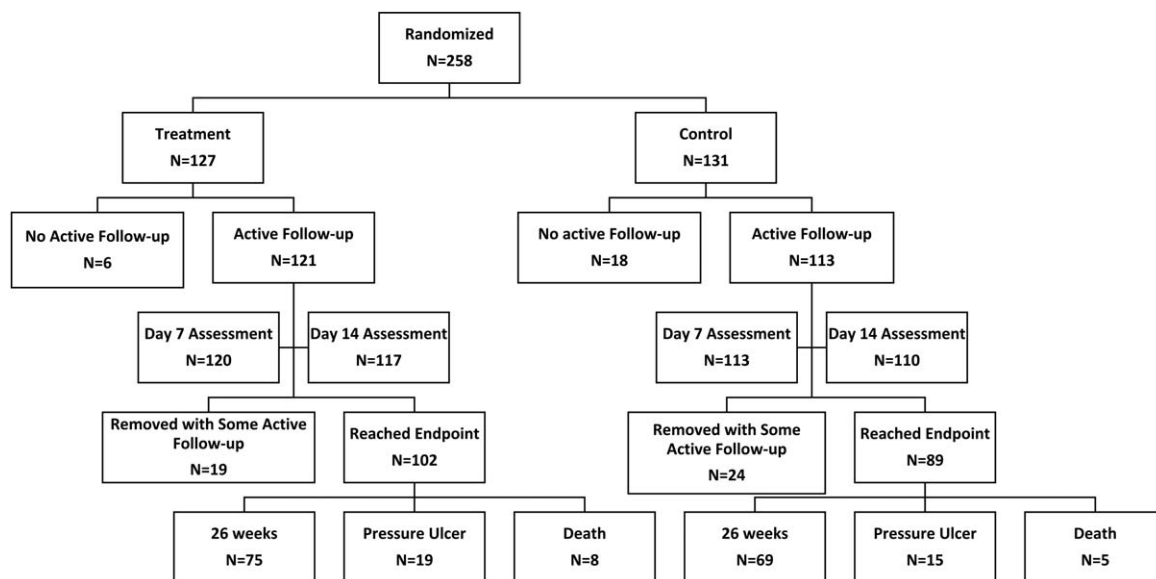 Randomized
N=258
Treatment
N=127
Control
N=131
No Active Follow-up
N=6
Active Follow-up
N=121
No active Follow-up
N=18
Active Follow-up
N=113
Day 7 Assessment
N=120
Day 14 Assessment
N=117
Day 7 Assessment
N=113
Day 14 Assessment
N=110
Removed with Some Active
Follow-up
N=19
Reached Endpoint
N=102
Removed with Some
Active Follow-up
N=24
Reached Endpoint
N=89
26 weeks
N=75
Pressure Ulcer
N=19
Death
N=8
26 weeks
N=69
Pressure Ulcer
N=15
Death
N=5